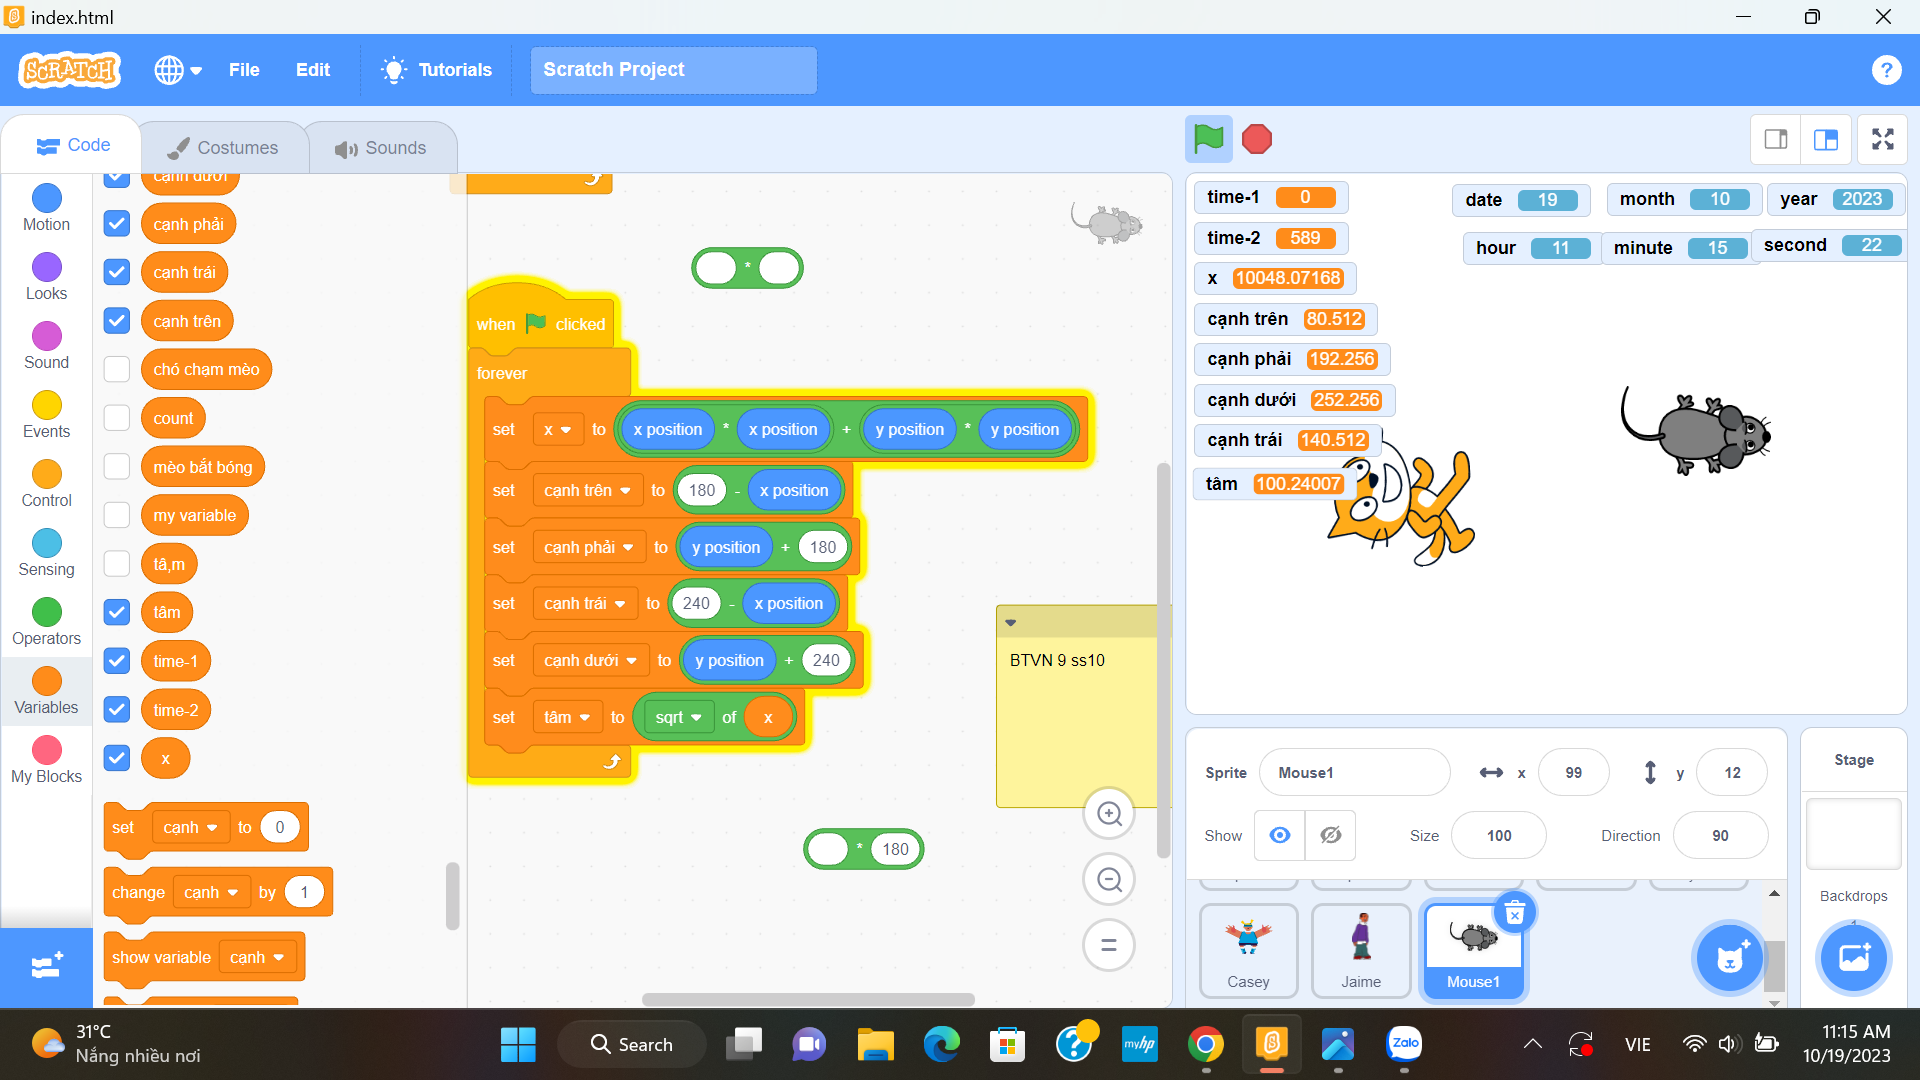 index.html
SCRATCH
File
Edit
Tutorials
Scratch Project
?
Code
Costumes
Sounds
Motion
Looks
Sound
Events
Control
Sensing
Operators
Variables
My Blocks
cạnh dưới
cạnh phải
cạnh trái
cạnh trên
chó chạm mèo
count
mèo bắt bóng
my variable
tâ,m
tâm
time-1
time-2
x
set cạnh to 0
change cạnh by 1
show variable cạnh
*
when clicked
forever
set x to x position * x position + y position * y position
set cạnh trên to 180 - x position
set cạnh phải to y position + 180
set cạnh trái to 240 - x position
set cạnh dưới to y position + 240
set tâm to sqrt of x
* 180
BTVN 9 ss10
time-1 0
time-2 589
x 10048.07168
cạnh trên 80.512
cạnh phải 192.256
cạnh dưới 252.256
cạnh trái 140.512
tâm 100.24007
date 19
month 10
year 2023
hour 11
minute 15
second 22
Sprite Mouse1 x 99 y 12
Show Size 100 Direction 90
Casey
Jaime
Mouse1
Stage
Backdrops
1
31°C
Nắng nhiều nơi
Search
myhp
Zalo
VIE
11:15 AM
10/19/2023